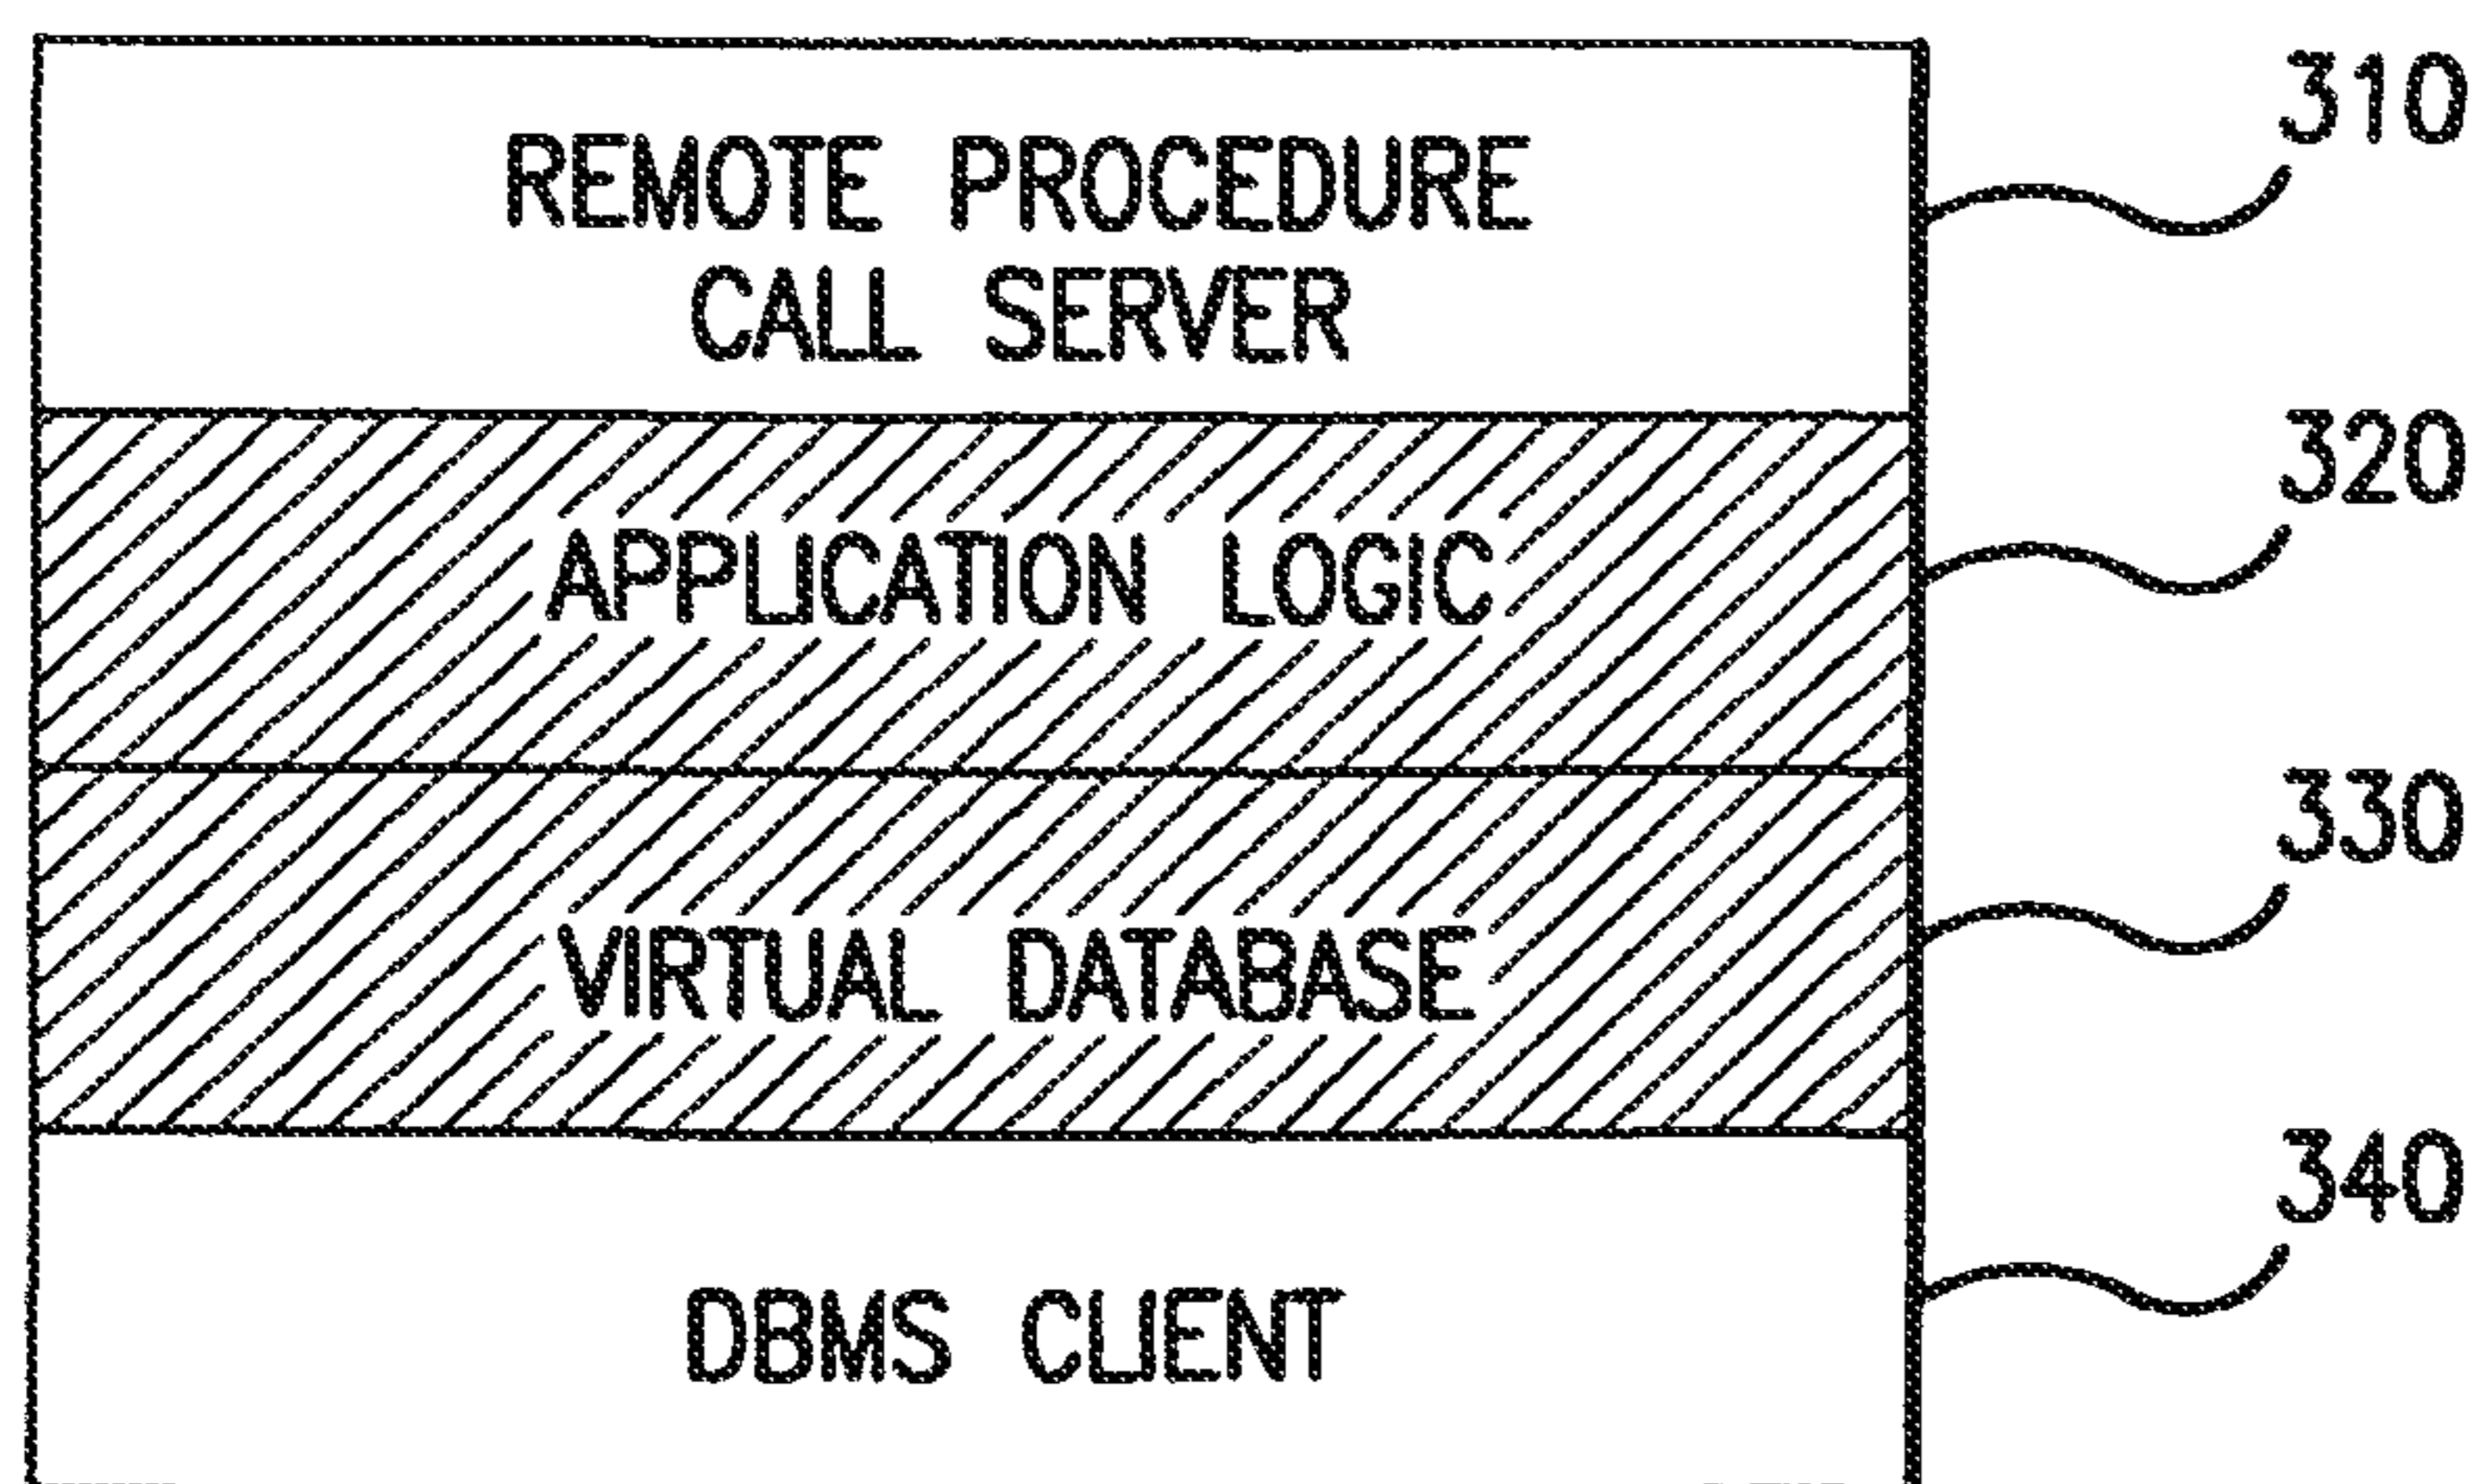 REMOTE PROCEDURE
CALL SERVER
310
APPLICATION LOGIC
320
VIRTUAL DATABASE
330
DBMS CLIENT
340